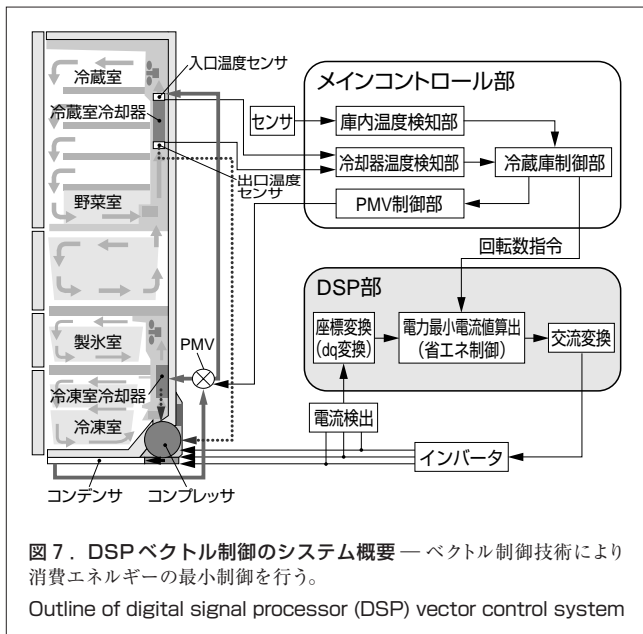 冷蔵室
冷蔵室冷却器
野菜室
製氷室
冷凍室冷却器
冷凍室
コンデンサ
コンプレッサ
入口温度センサ
出口温度
センサ
PMV
メインコントロール部
センサ
庫内温度検知部
冷却器温度検知部
冷蔵庫制御部
PMV制御部
回転数指令
DSP部
座標変換
(dq変換)
電力最小電流値算出
(省エネ制御)
交流変換
電流検出
インバータ
図7. DSPベクトル制御のシステム概要 — ベクトル制御技術により
消費エネルギーの最小制御を行う。
Outline of digital signal processor (DSP) vector control system